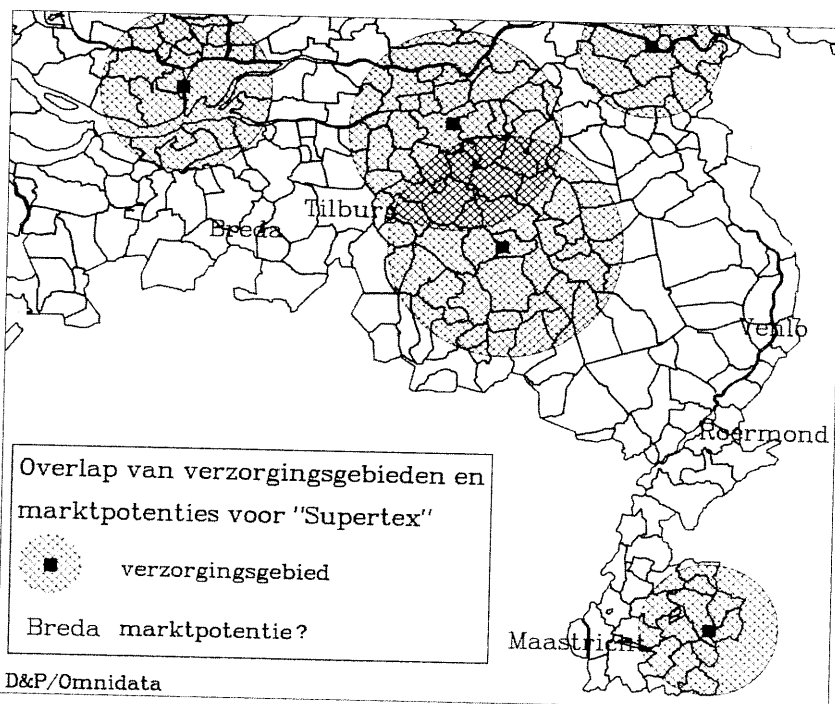 Tilburg
Breda
Venlo
Roermond
Overlap van verzorgingsgebieden en
marktpotenties voor "Supertex"
verzorgingsgebied
Breda marktpotentie?
Maastricht
D&P/Omnidata